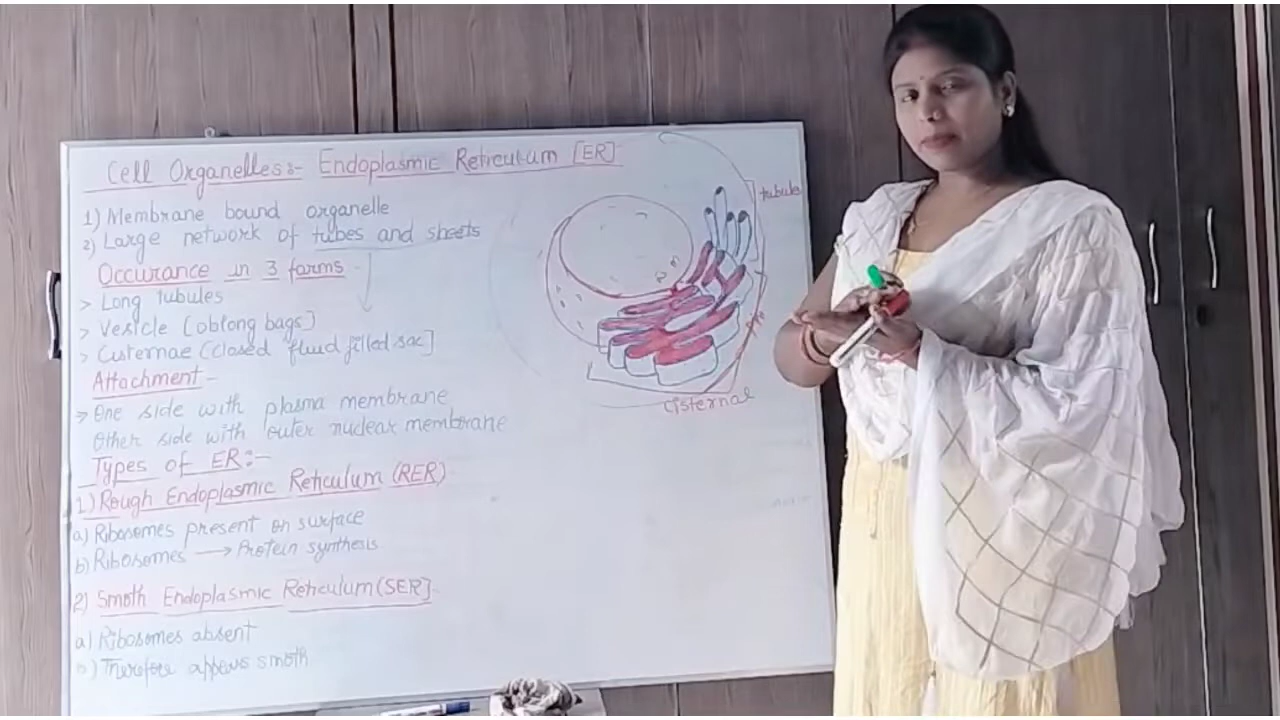 Cell Organelles:- Endoplasmic Reticulum [ER]
1) Membrane bound organelle
2) Large network of tubes and sheets
Occurance in 3 farms
> Long tubules
> Vesicle [oblong bags]
> Cisternae [closed fluid filled sac]
Attachment -
→ One side with plasma membrane
Other side with outer nuclear membrane
Types of ER:-
1) Rough Endoplasmic Reticulum (RER)
a) Ribosomes present on surface
b) Ribosomes → Protein synthesis
2) Smoth Endoplasmic Reticulum (SER]
a) Ribosomes absent
b) Therefore appears smoth
tubule
cisternal